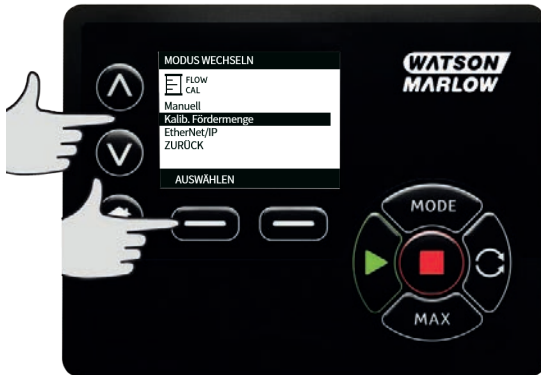 MODUS WECHSELN
FLOW
CAL
Manuell
Kalib. Fördermenge
EtherNet/IP
ZURÜCK
AUSWÄHLEN
WATSON
MARLOW
MODE
MAX